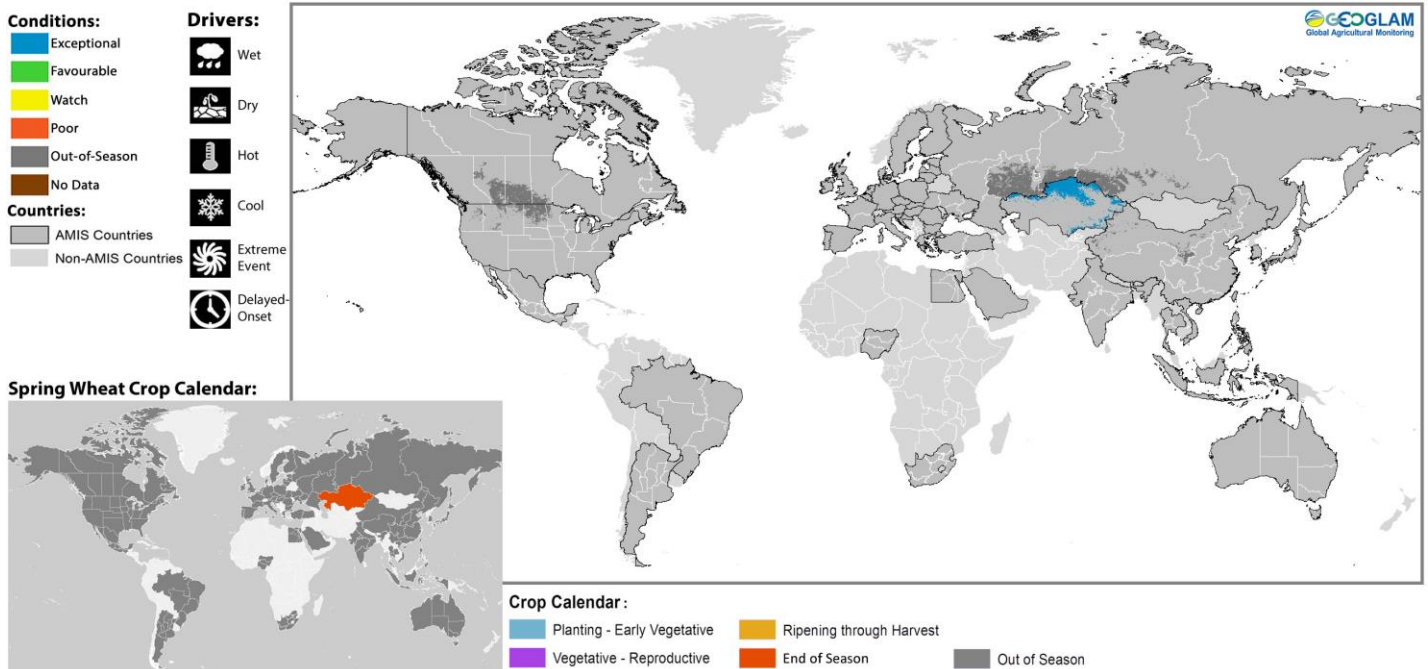 Conditions:
Exceptional
Favourable
Watch
Poor
Out-of-Season
No Data
Countries:
AMIS Countries
Non-AMIS Countries
Drivers:
Wet
Dry
Hot
Cool
Extreme
Event
Delayed-
Onset
GEOGLAM
Global Agricultural Monitoring
Spring Wheat Crop Calendar:
Crop Calendar :
Planting - Early Vegetative
Ripening through Harvest
Vegetative - Reproductive
End of Season
Out of Season